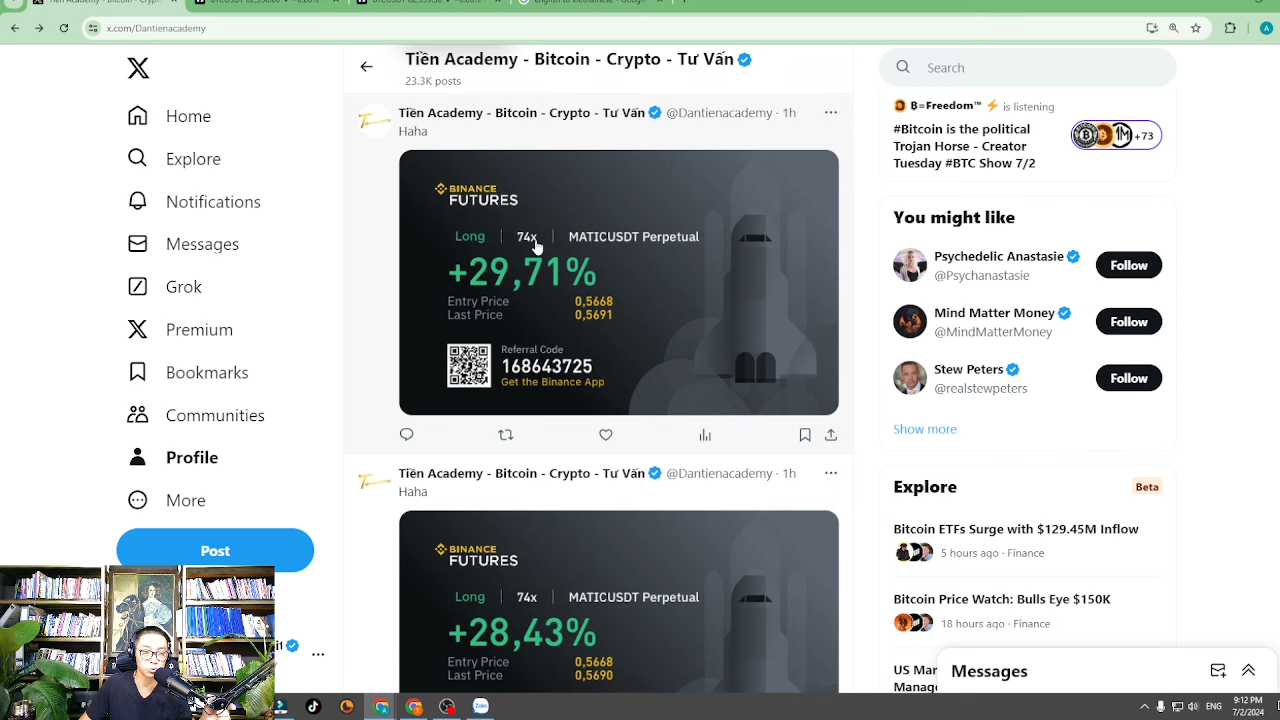 x.com/Dantienacademy
Tiền Academy - Bitcoin - Crypto - Tư Vấn
23.3K posts
Home
Explore
Notifications
Messages
Grok
Premium
Bookmarks
Communities
Profile
More
Post
Tiền Academy - Bitcoin - Crypto - Tư Vấn @Dantienacademy · 1h
Haha
BINANCE
FUTURES
Long | 74x | MATICUSDT Perpetual
+29,71%
Entry Price 0,5668
Last Price 0,5691
Referral Code
168643725
Get the Binance App
Tiền Academy - Bitcoin - Crypto - Tư Vấn @Dantienacademy · 1h
Haha
BINANCE
FUTURES
Long | 74x | MATICUSDT Perpetual
+28,43%
Entry Price 0,5668
Last Price 0,5690
Search
B=Freedom™ ⚡ is listening
#Bitcoin is the political
Trojan Horse - Creator
Tuesday #BTC Show 7/2
+73
You might like
Psychedelic Anastasie
@Psychanastasie
Follow
Mind Matter Money
@MindMatterMoney
Follow
Stew Peters
@realstewpeters
Follow
Show more
Explore
Beta
Bitcoin ETFs Surge with $129.45M Inflow
5 hours ago · Finance
Bitcoin Price Watch: Bulls Eye $150K
18 hours ago · Finance
Messages
Zalo
ENG
9:12 PM
7/2/2024